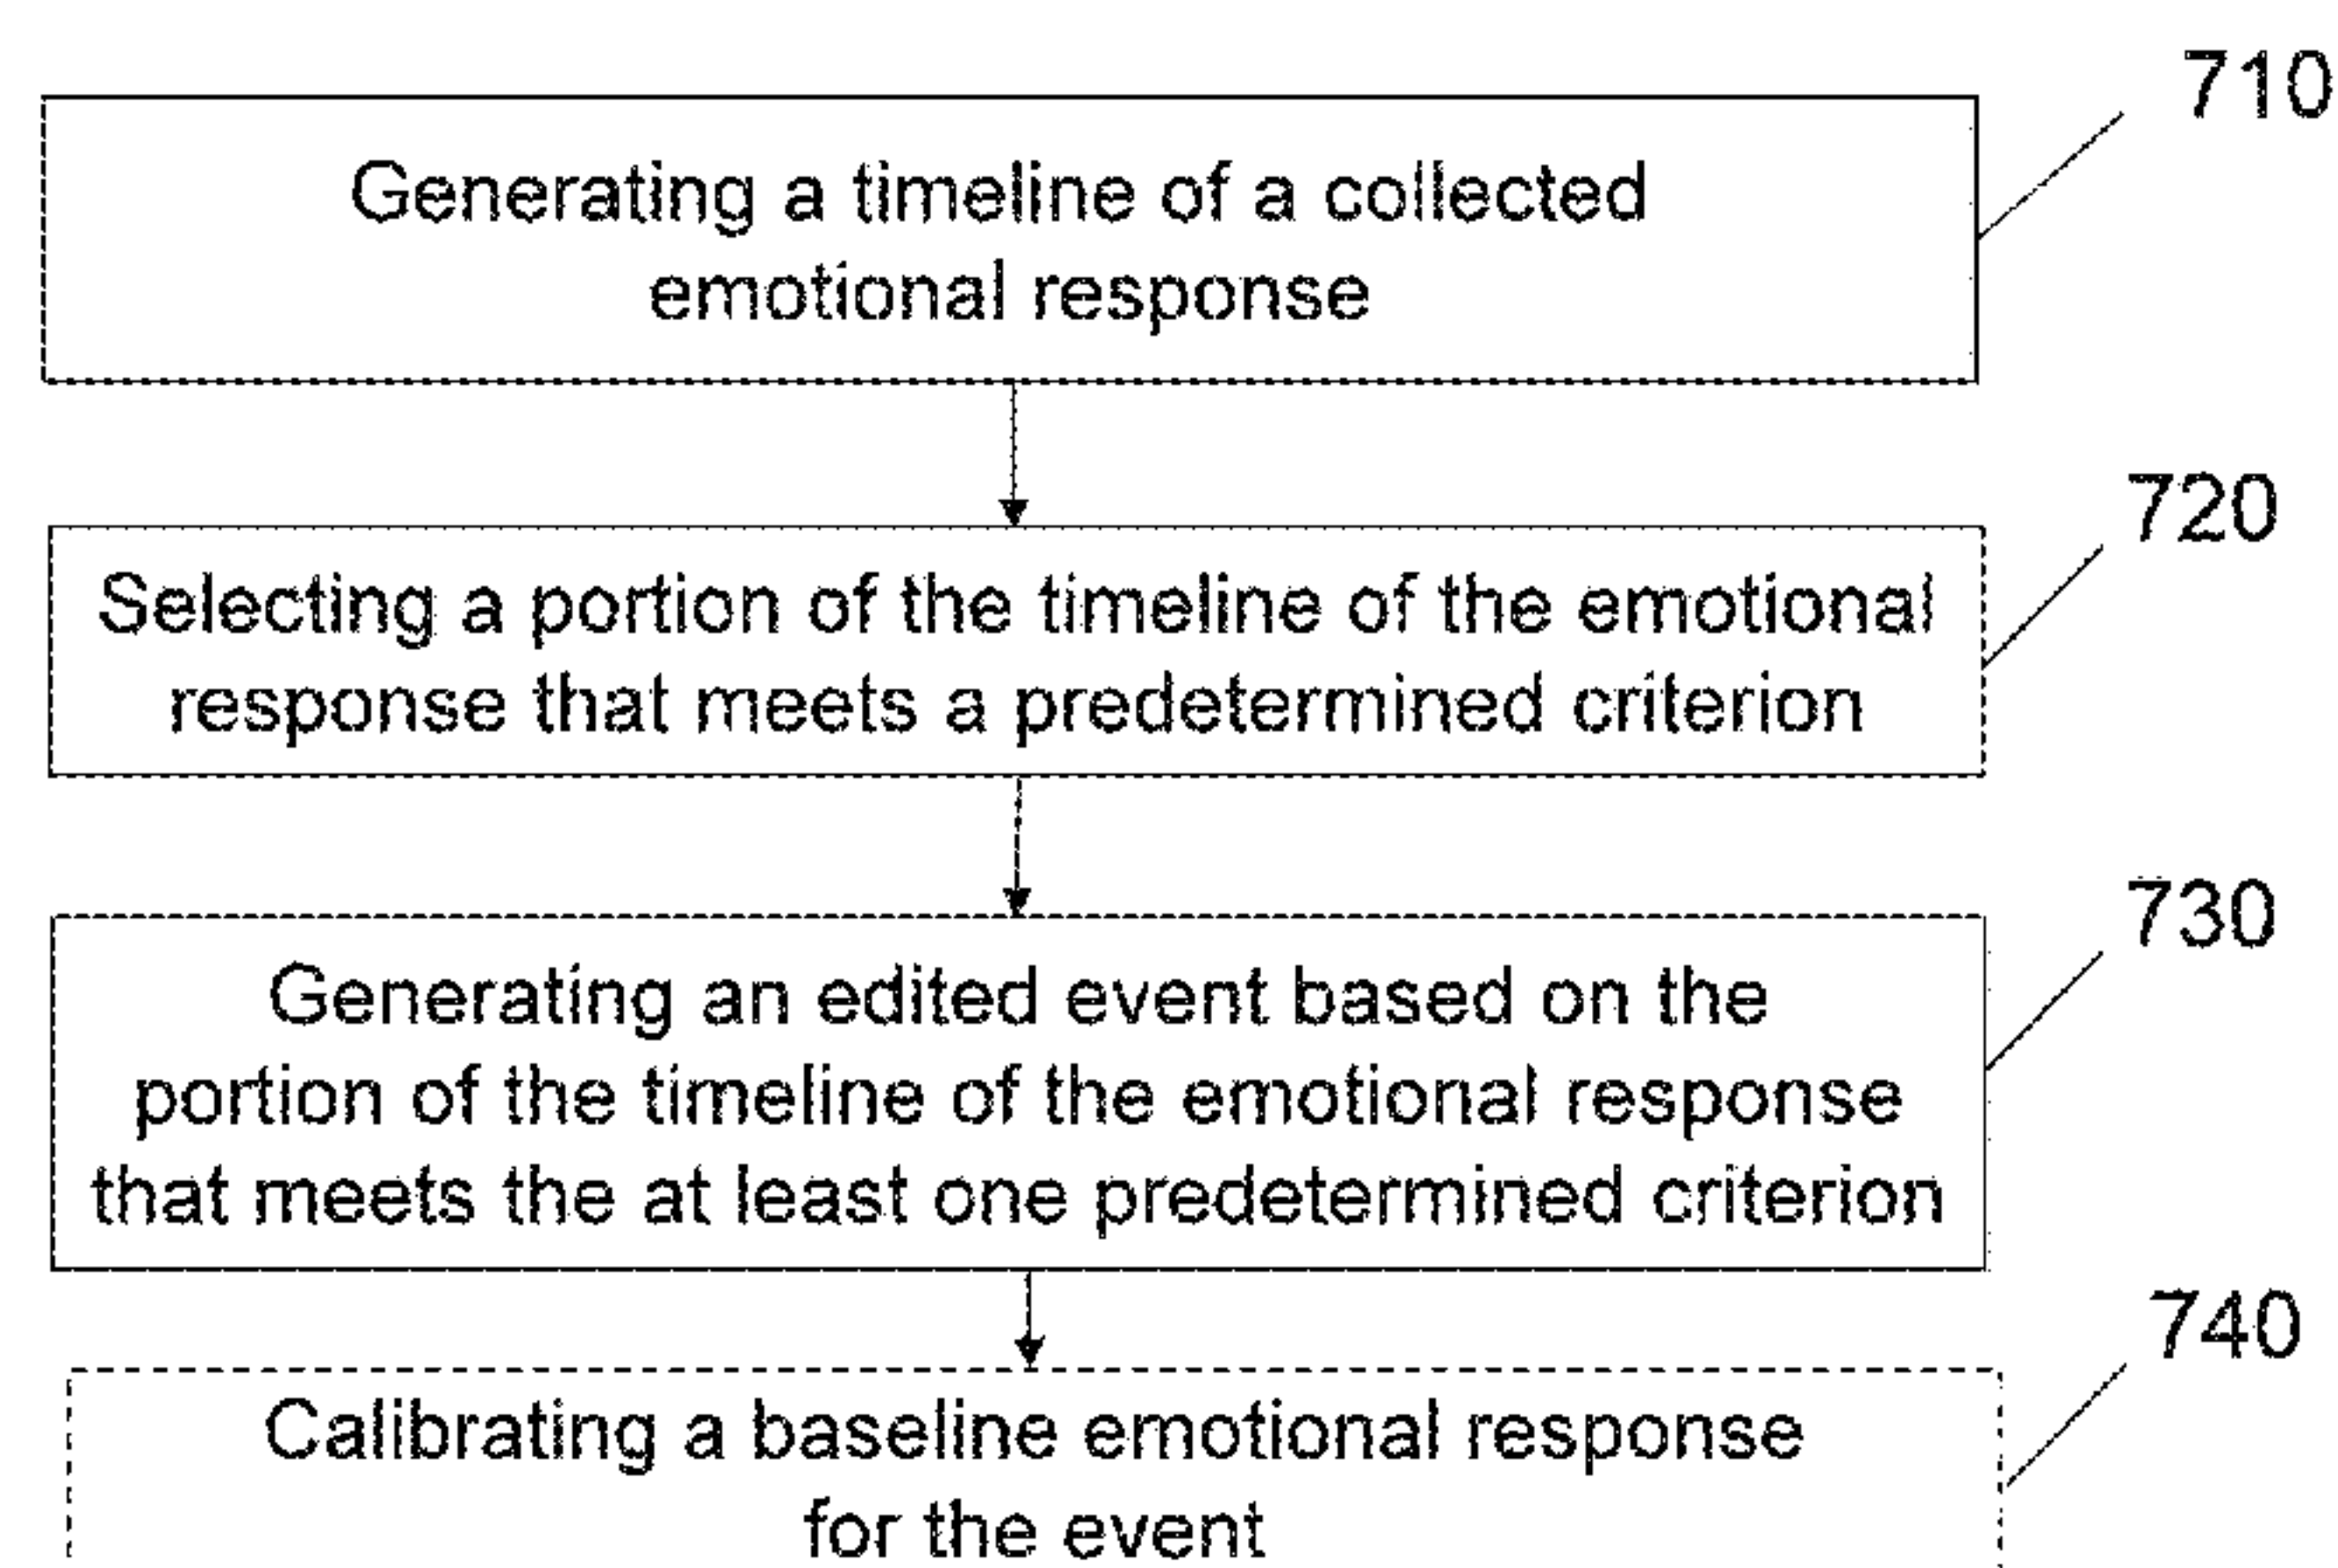 710
Generating a timeline of a collected
emotional response
720
Selecting a portion of the timeline of the emotional
response that meets a predetermined criterion
730
Generating an edited event based on the
portion of the timeline of the emotional response
that meets the at least one predetermined criterion
740
Calibrating a baseline emotional response
for the event